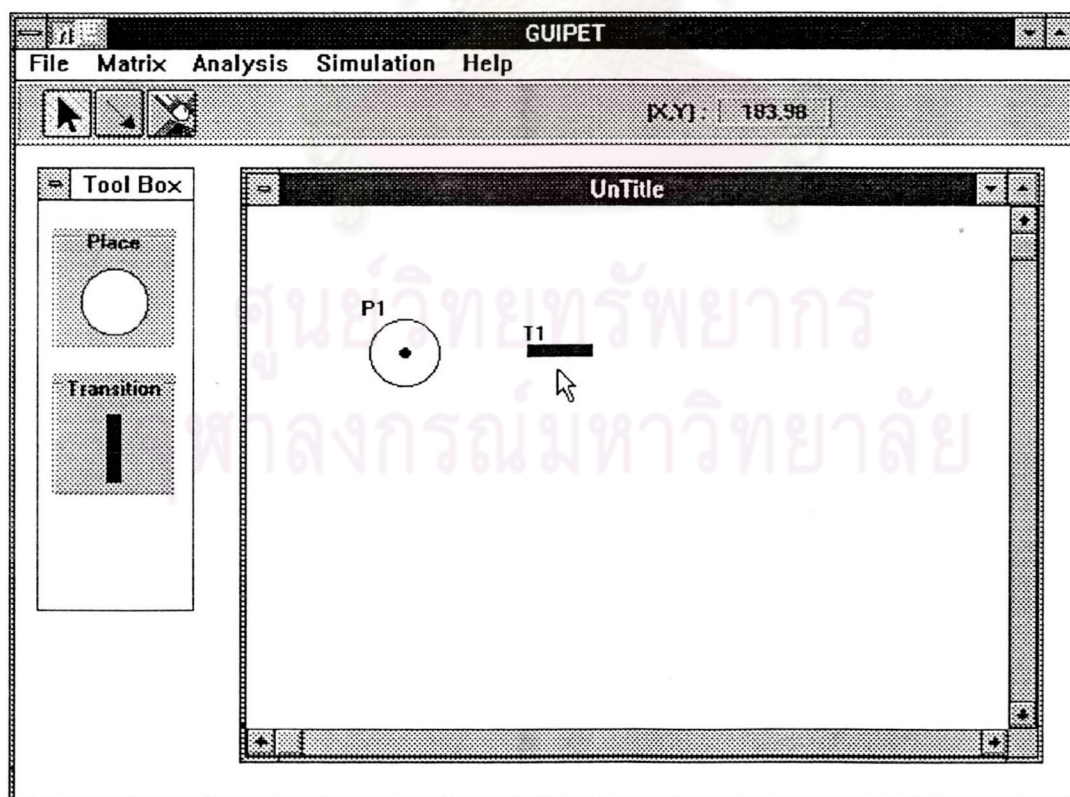 GUIPET
File Matrix Analysis Simulation Help
[X,Y] : 183,98
Tool Box
UnTitle
Place
P1
T1
Transition
ศูนย์วิทยทรัพยากร
จุฬาลงกรณ์มหาวิทยาลัย